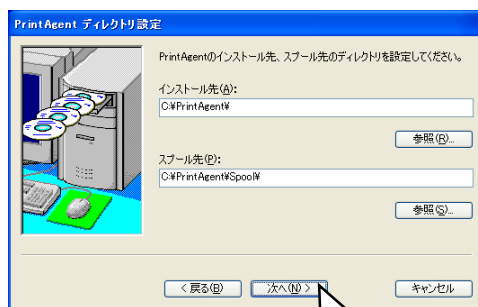 PrintAgent ディレクトリ設定
PrintAgentのインストール先、スプール先のディレクトリを設定してください。
インストール先(A):
C:¥PrintAgent¥
参照(R)...
スプール先(P):
C:¥PrintAgent¥Spool¥
参照(S)...
< 戻る(B)
次へ(N) >
キャンセル